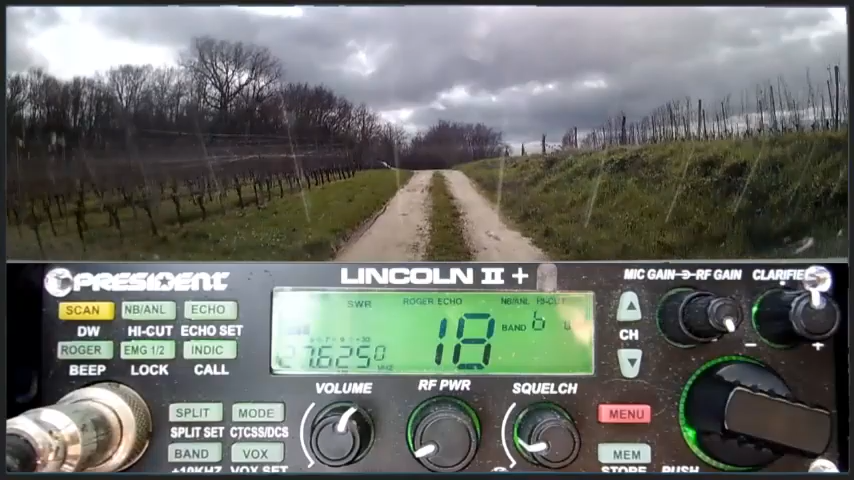 PRESIDENT
LINCOLN II +
MIC GAIN RF GAIN CLARIFIE
SCAN NB/ANL ECHO
DW HI-CUT ECHO SET
ROGER EMG 1/2 INDIC
BEEP LOCK CALL
SWR ROGER ECHO NB/ANL HI-CUT
18 BAND b U
27.6250
CH
VOLUME RF PWR SQUELCH
SPLIT MODE MENU
SPLIT SET CTCSS/DCS
BAND VOX MEM
+10KHZ VOX SET STORE PUSH